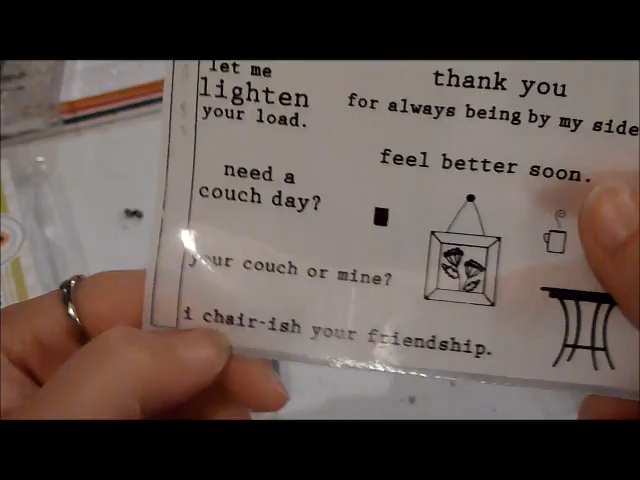 let me
lighten
your load.
thank you
for always being by my side
feel better soon.
need a
couch day?
your couch or mine?
i chair-ish your friendship.